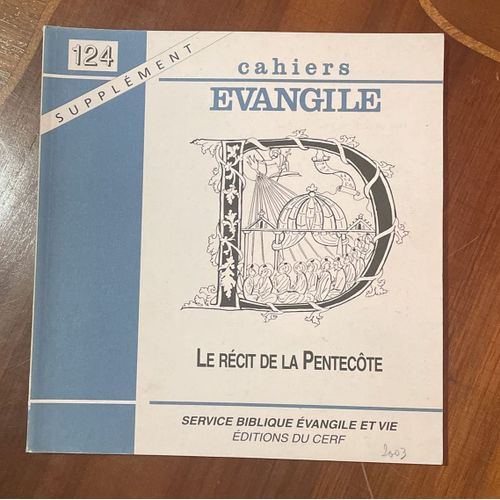 124
SUPPLÉMENT
cahiers
EVANGILE
D
LE RÉCIT DE LA PENTECÔTE
SERVICE BIBLIQUE ÉVANGILE ET VIE
ÉDITIONS DU CERF
2003